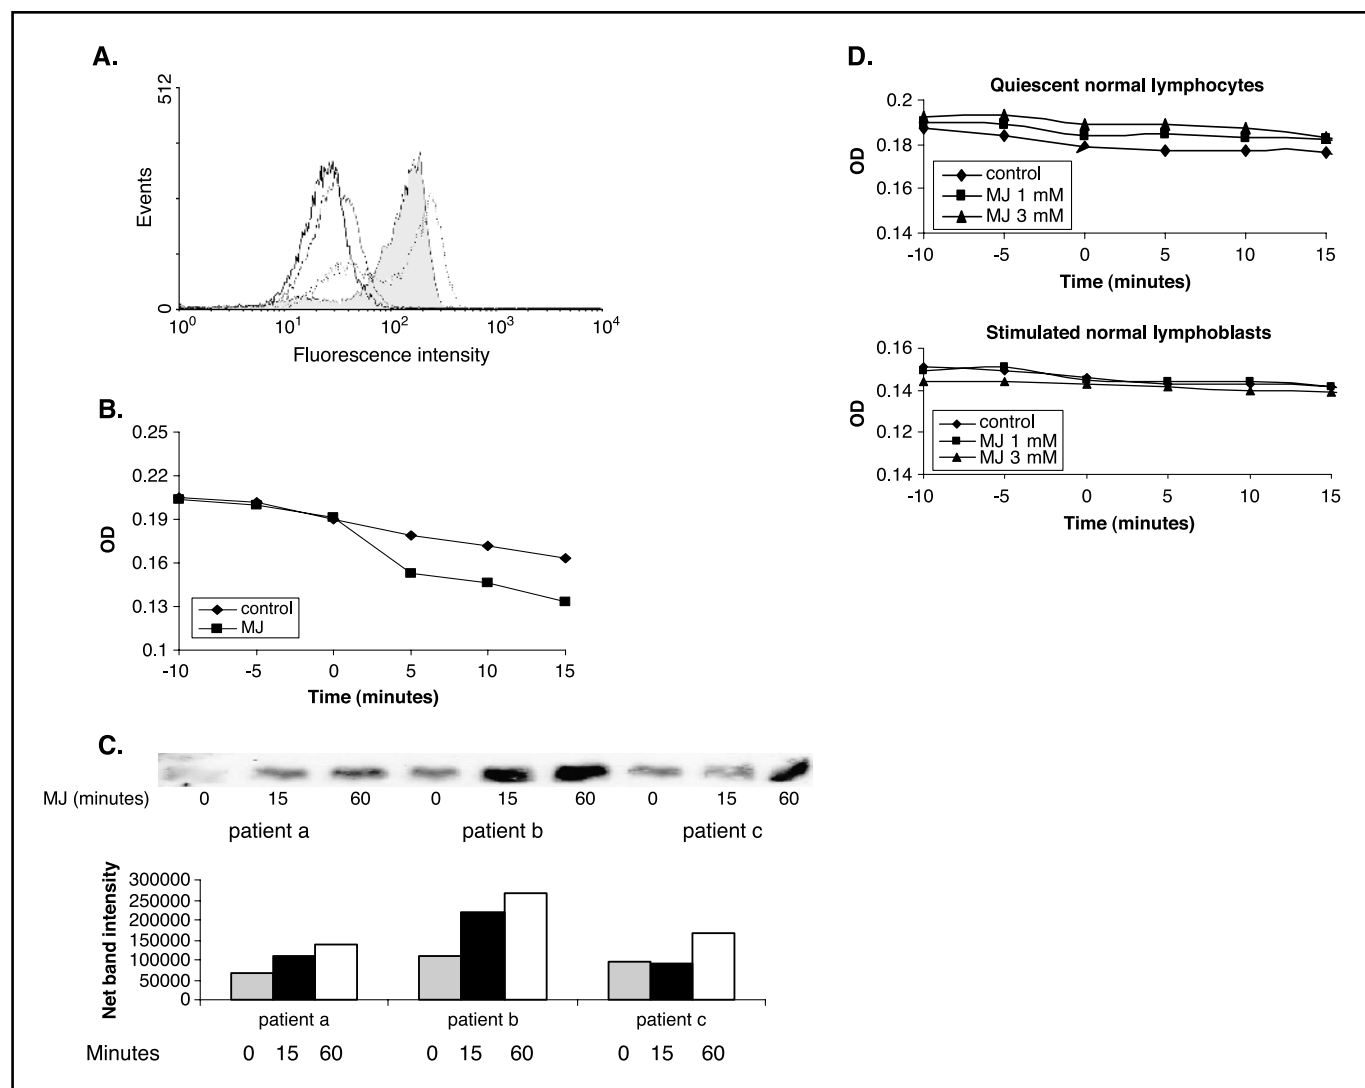 A.
512
Events
0
10^0 10^1 10^2 10^3 10^4
Fluorescence intensity
B.
0.25
0.22
0.19
0.16
0.13
0.1
OD
control
MJ
-10 -5 0 5 10 15
Time (minutes)
C.
MJ (minutes) 0 15 60 0 15 60 0 15 60
patient a patient b patient c
Net band intensity
300000
250000
200000
150000
100000
50000
0
patient a patient b patient c
Minutes 0 15 60 0 15 60 0 15 60
D.
Quiescent normal lymphocytes
0.2
0.18
0.16
0.14
OD
control
MJ 1 mM
MJ 3 mM
-10 -5 0 5 10 15
Time (minutes)
Stimulated normal lymphoblasts
0.16
0.14
0.12
0.14
OD
control
MJ 1 mM
MJ 3 mM
-10 -5 0 5 10 15
Time (minutes)